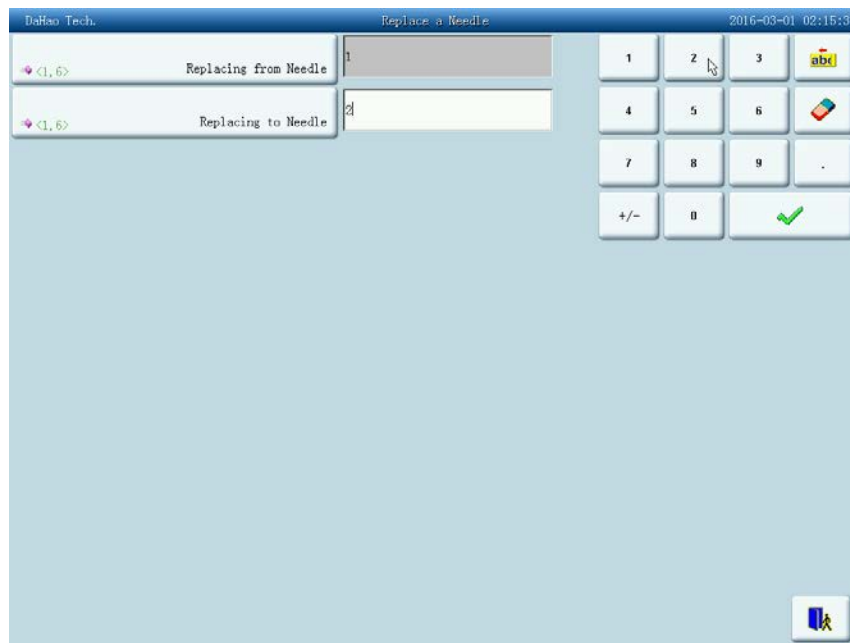 DaHao Tech. Replace a Needle 2016-03-01 02:15:3
<1, 6> Replacing from Needle 1
<1, 6> Replacing to Needle 2
1 2 3 abc
4 5 6
7 8 9 .
+/- 0